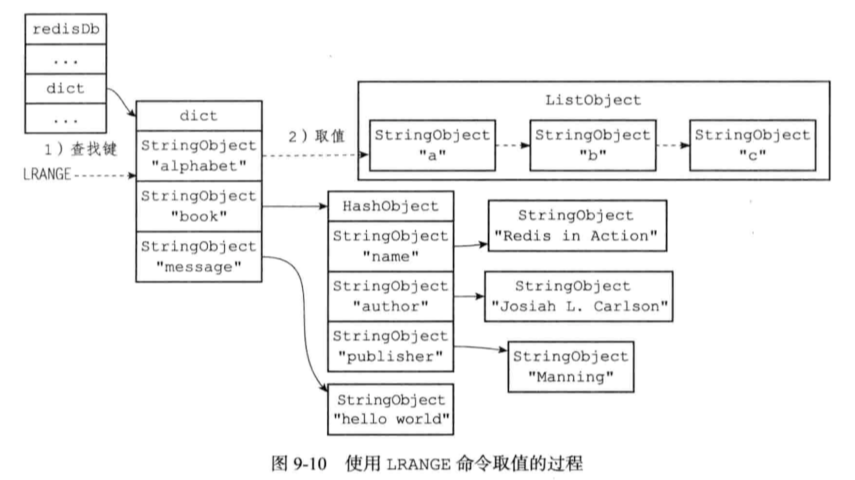 redisDb
...
dict
...
1）查找键
LRANGE
dict
StringObject
"alphabet"
StringObject
"book"
StringObject
"message"
2）取值
ListObject
StringObject
"a"
StringObject
"b"
StringObject
"c"
HashObject
StringObject
"name"
StringObject
"author"
StringObject
"publisher"
StringObject
"Redis in Action"
StringObject
"Josiah L. Carlson"
StringObject
"Manning"
StringObject
"hello world"
图 9-10 使用 LRANGE 命令取值的过程